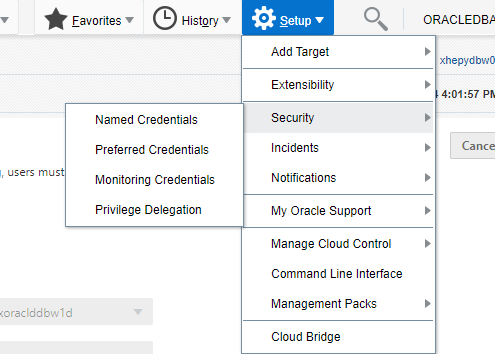 Favorites
History
Setup
ORACLEDBA
Add Target
xhepydbw0
Extensibility
4 4:01:57 PM
Security
Named Credentials
Preferred Credentials
Monitoring Credentials
Privilege Delegation
Incidents
Cance
, users must
Notifications
My Oracle Support
Manage Cloud Control
Command Line Interface
Management Packs
xoraclddbw1d
Cloud Bridge